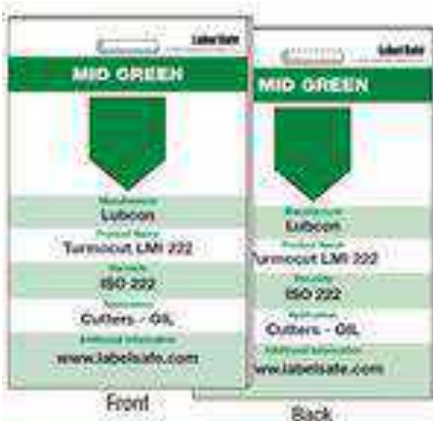 LabelSafe
MID GREEN
Manufacturer
Lubcon
Product Name
Turmocut LMI 222
Viscosity
ISO 222
Application
Cutters - GIL
Additional Information
www.labelsafe.com
Front
LabelSafe
MID GREEN
Manufacturer
Lubcon
Product Name
Turmocut LMI 222
Viscosity
ISO 222
Application
Cutters - GIL
Additional Information
www.labelsafe.com
Back